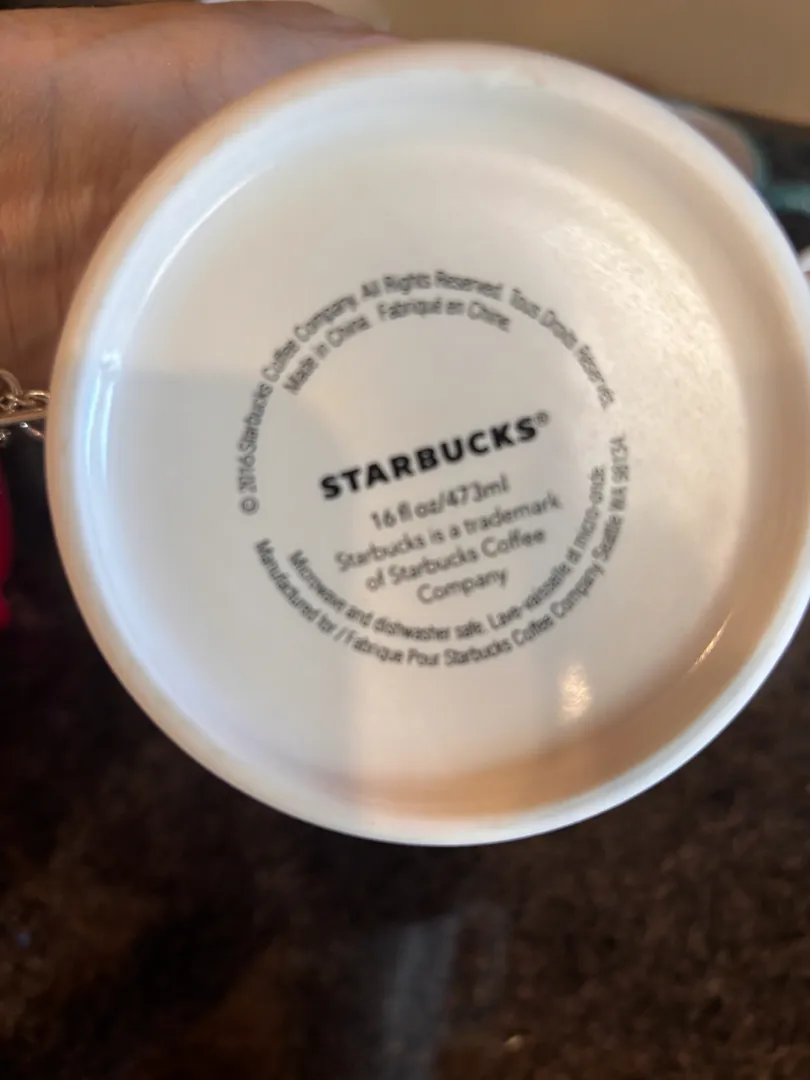 © 2016 Starbucks Coffee Company. All Rights Reserved. Tous Droits Réservés.
Made in China. Fabriqué en Chine.
STARBUCKS®
16 fl oz/473ml
Starbucks is a trademark
of Starbucks Coffee
Company
Microwave and dishwasher safe. Lave-vaisselle et micro-onde.
Manufactured for / Fabrique Pour Starbucks Coffee Company Seattle WA 98134